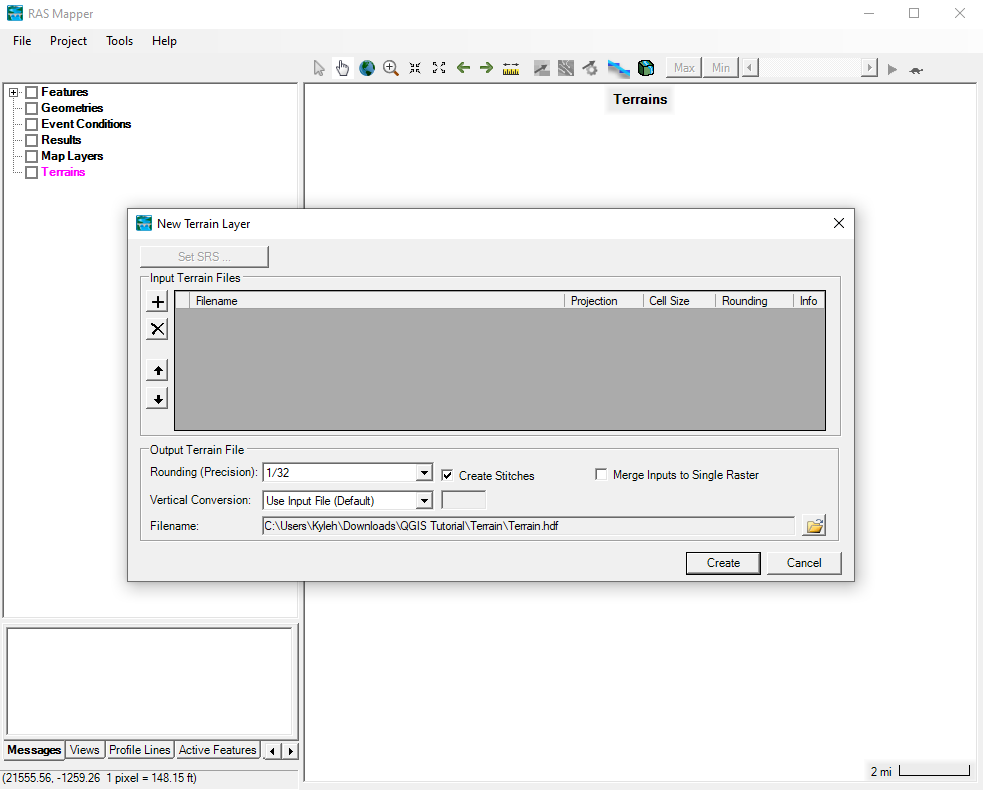 RAS Mapper
File Project Tools Help
Max Min
Features
Geometries
Event Conditions
Results
Map Layers
Terrains
Terrains
New Terrain Layer
Set SRS ...
Input Terrain Files
Filename Projection Cell Size Rounding Info
Output Terrain File
Rounding (Precision): 1/32 Create Stitches Merge Inputs to Single Raster
Vertical Conversion: Use Input File (Default)
Filename: C:\Users\Kyleh\Downloads\QGIS Tutorial\Terrain\Terrain.hdf
Create Cancel
Messages Views Profile Lines Active Features
(21555.56, -1259.26 1 pixel = 148.15 ft)
2 mi